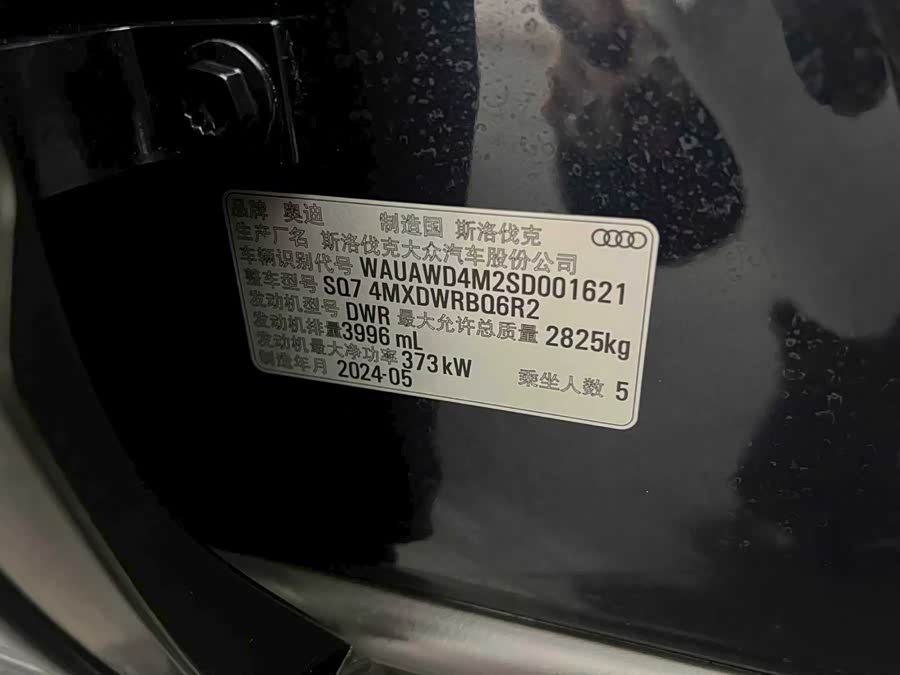 品牌 奥迪 制造国 斯洛伐克
生产厂名 斯洛伐克大众汽车股份公司
车辆识别代号 WAUAWD4M2SD001621
整车型号 SQ7 4MXDWRBQ6R2
发动机型号 DWR 最大允许总质量 2825kg
发动机排量 3996 mL
发动机最大净功率 373 kW
制造年月 2024-05 乘坐人数 5